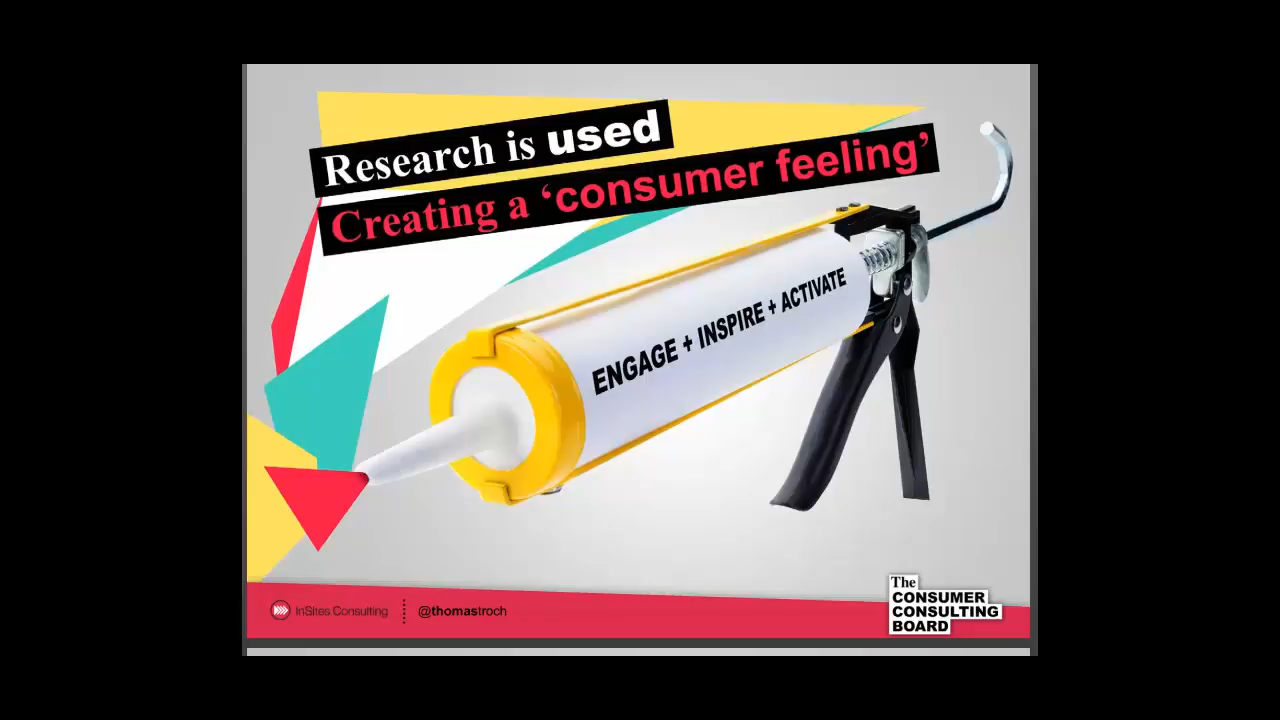 Research is used
Creating a ‘consumer feeling’
ENGAGE + INSPIRE + ACTIVATE
InSites Consulting
@thomastroch
The
CONSUMER
CONSULTING
BOARD